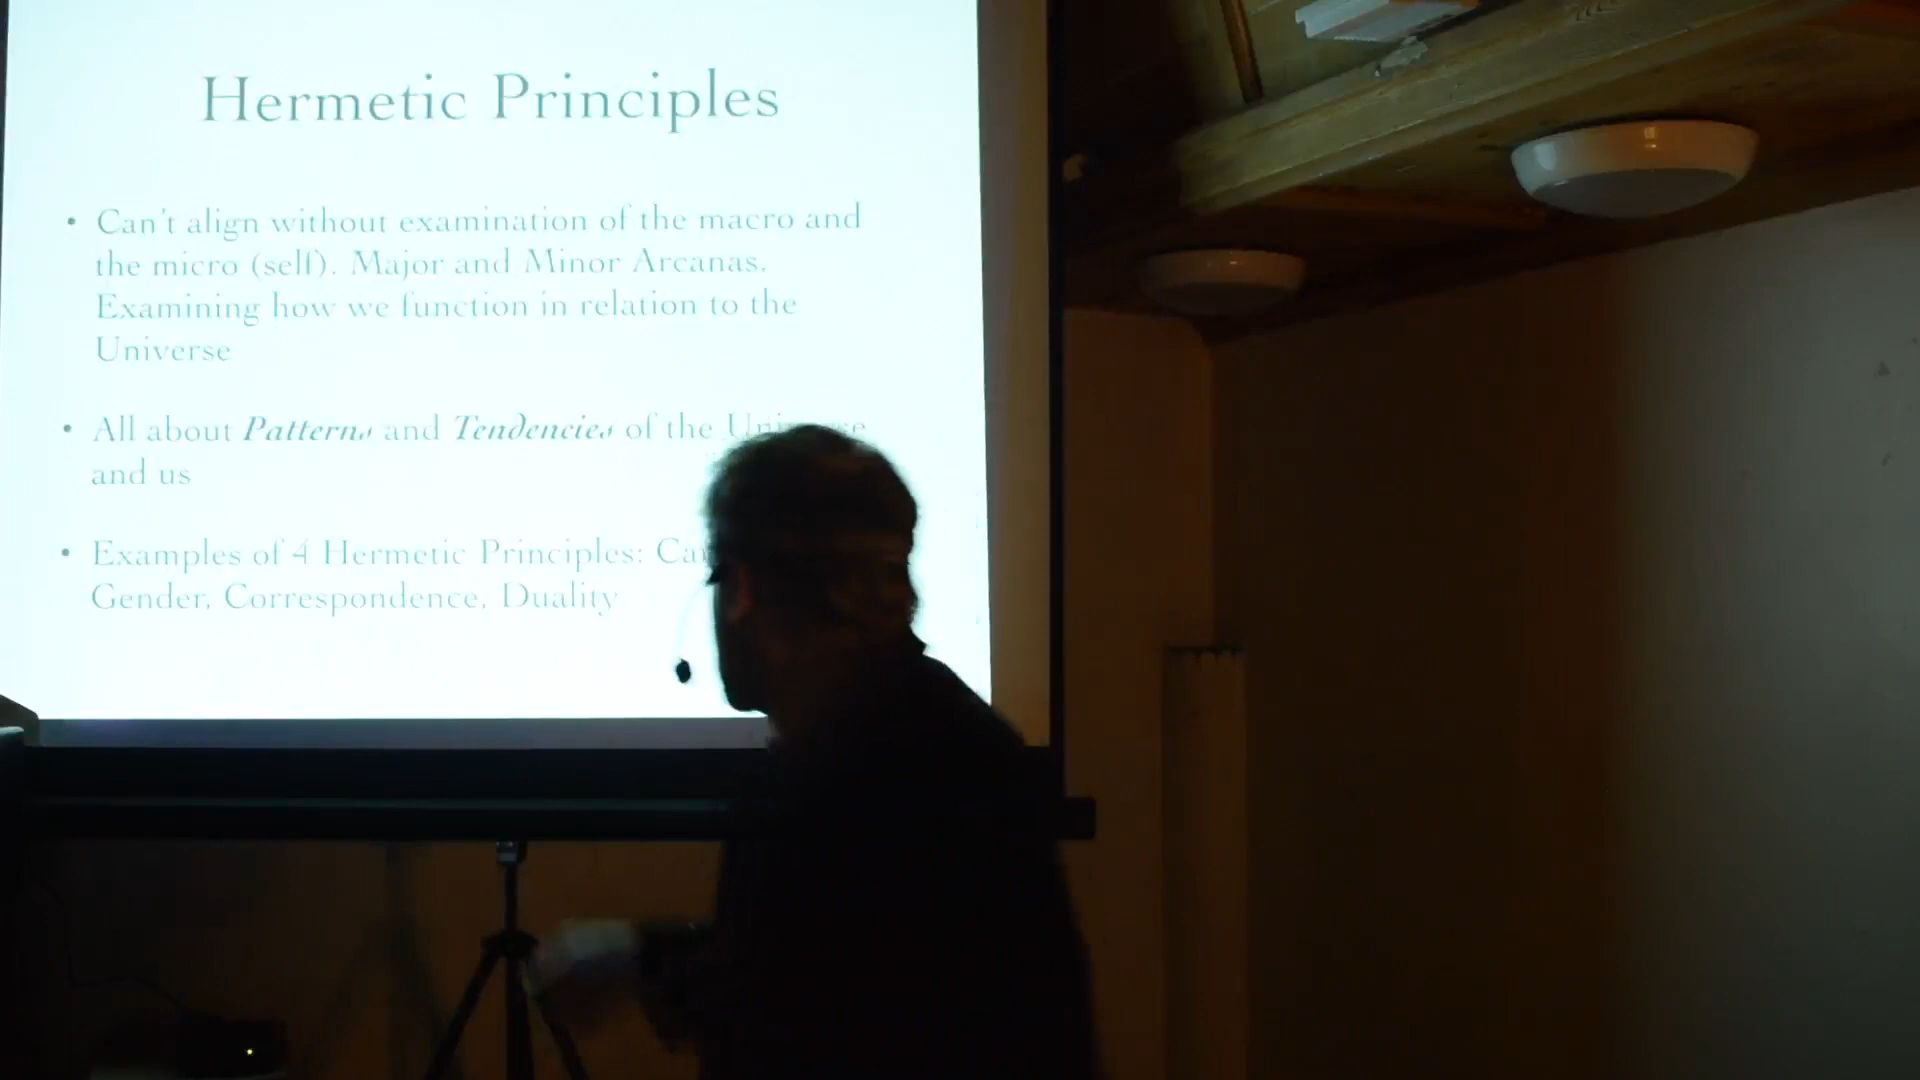 Hermetic Principles
• Can't align without examination of the macro and
the micro (self). Major and Minor Arcanas.
Examining how we function in relation to the
Universe
• All about Patterns and Tendencies of the
and us
• Examples of 4 Hermetic Principles:
Gender, Correspondence, Duality